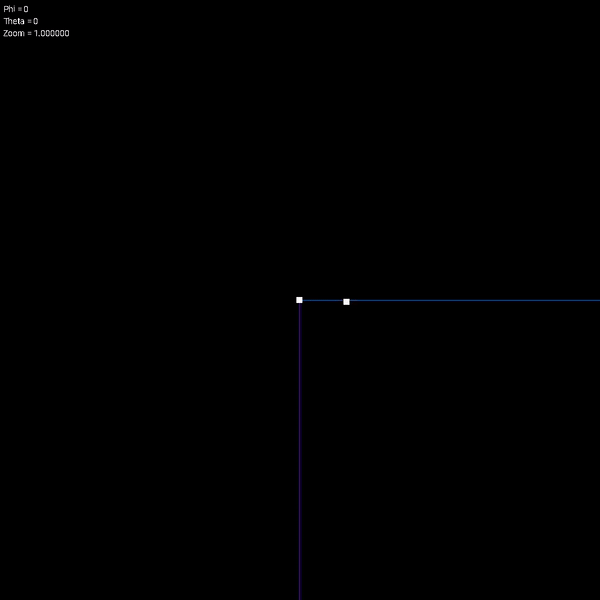 Phi = 0
Theta = 0
Zoom = 1.000000